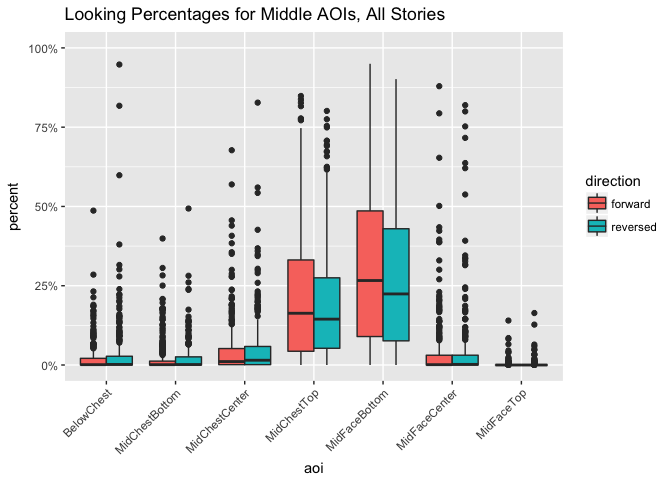 Looking Percentages for Middle AOIs, All Stories
100%
75%
50%
25%
0%
percent
BelowChest
MidChestBottom
MidChestCenter
MidChestTop
MidFaceBottom
MidFaceCenter
MidFaceTop
aoi
direction
forward
reversed